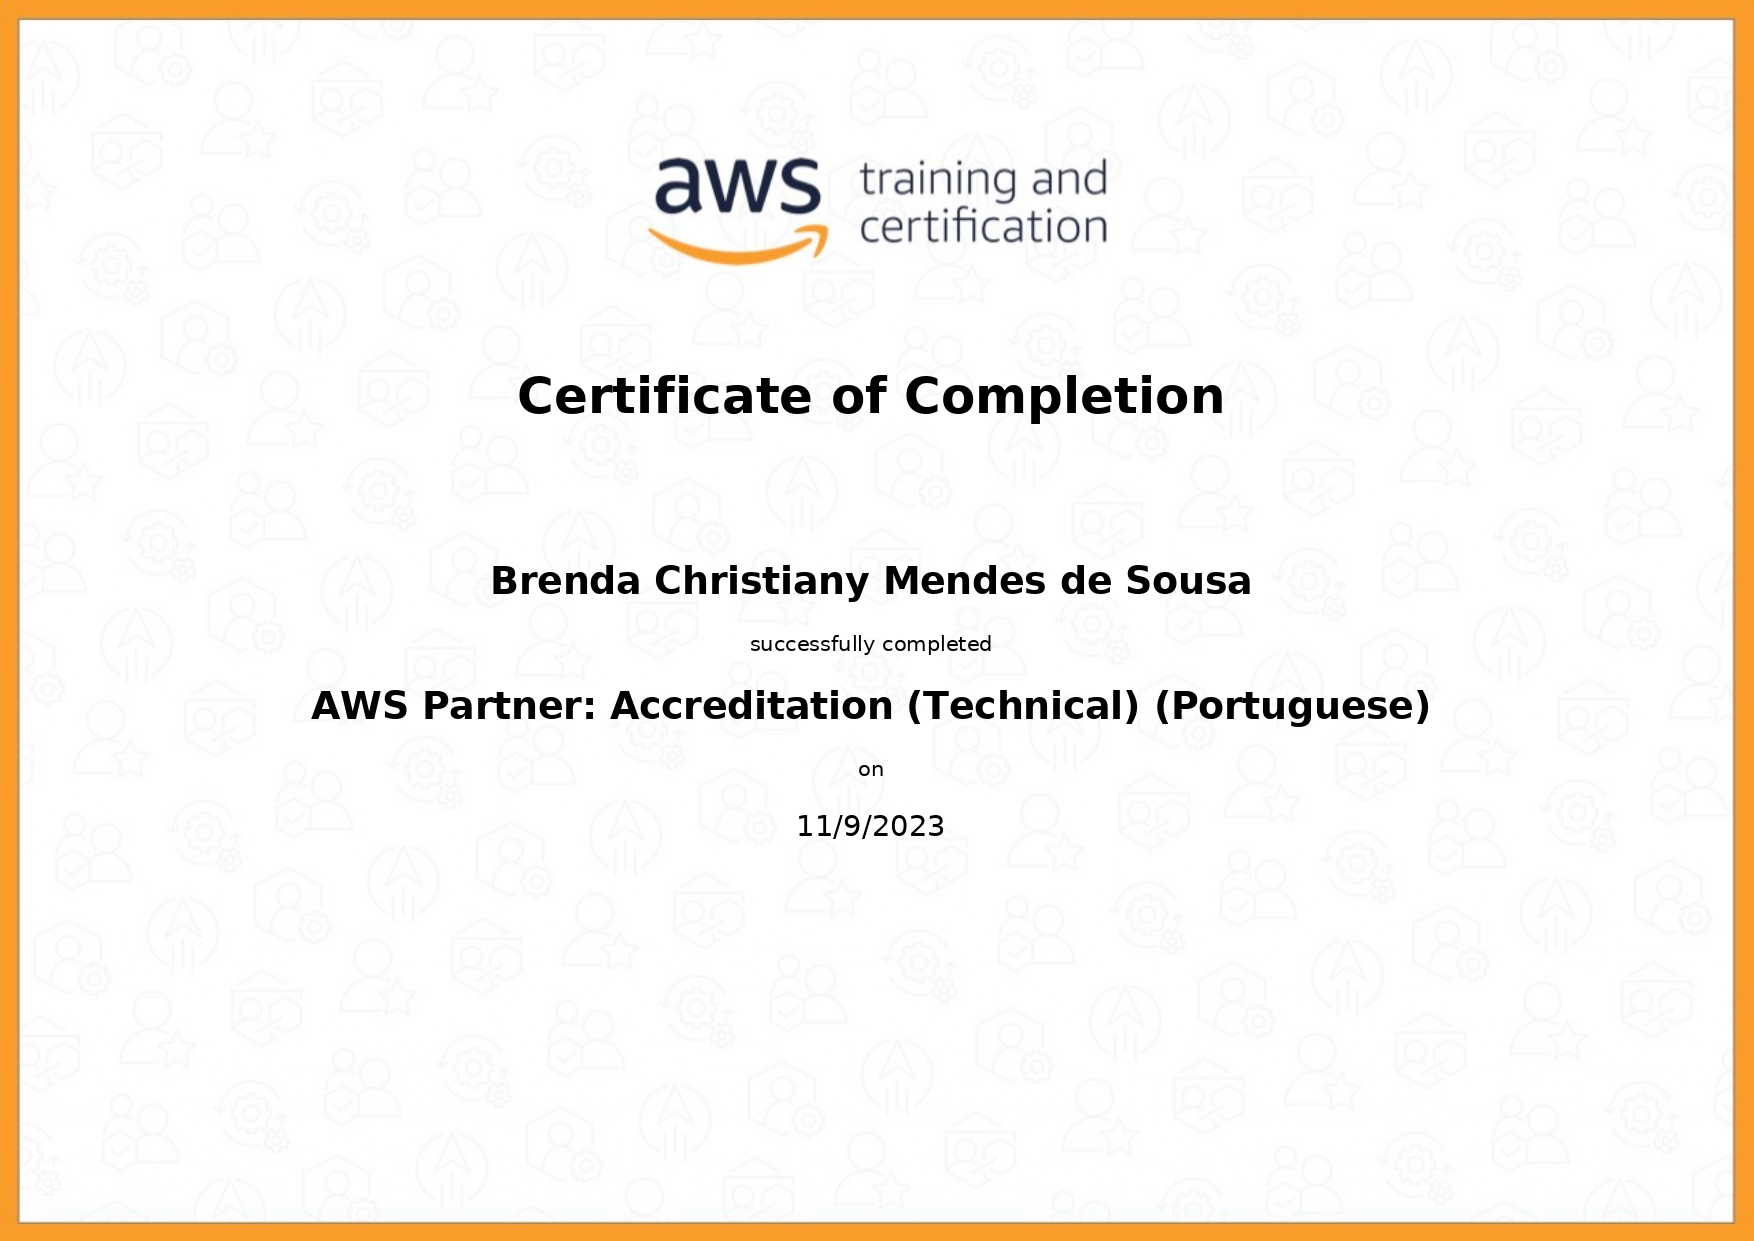 aws training and
certification
Certificate of Completion
Brenda Christiany Mendes de Sousa
successfully completed
AWS Partner: Accreditation (Technical) (Portuguese)
on
11/9/2023